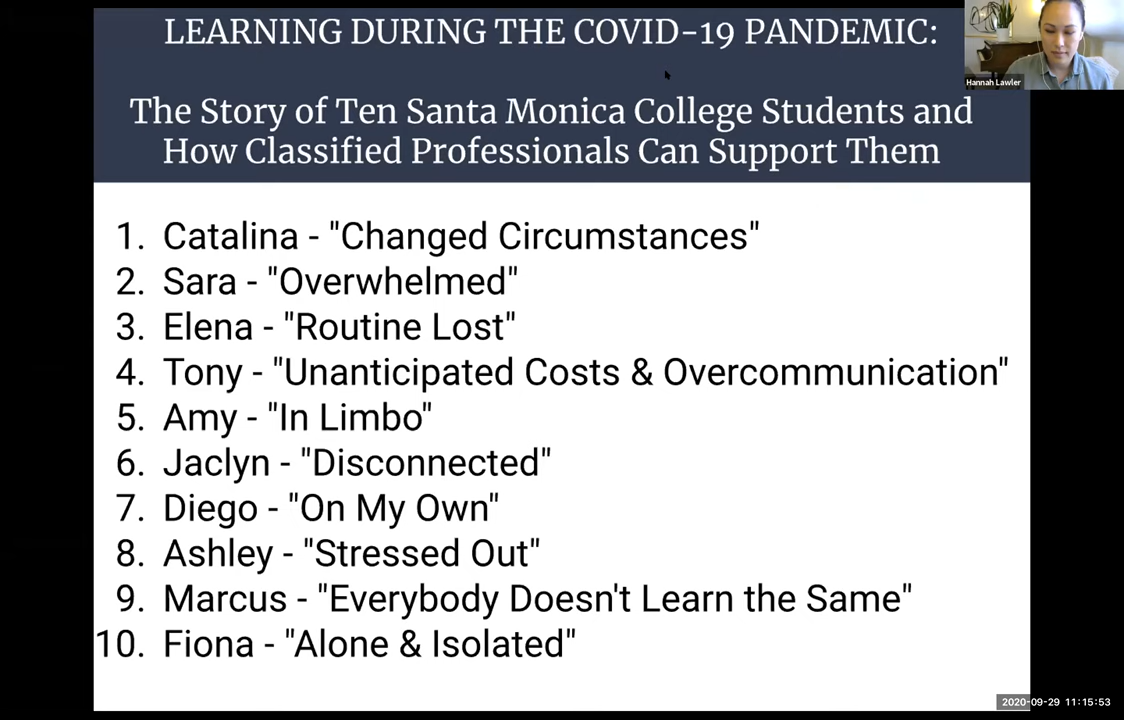 LEARNING DURING THE COVID-19 PANDEMIC:
The Story of Ten Santa Monica College Students and
How Classified Professionals Can Support Them
Hannah Lawler
1. Catalina - "Changed Circumstances"
2. Sara - "Overwhelmed"
3. Elena - "Routine Lost"
4. Tony - "Unanticipated Costs & Overcommunication"
5. Amy - "In Limbo"
6. Jaclyn - "Disconnected"
7. Diego - "On My Own"
8. Ashley - "Stressed Out"
9. Marcus - "Everybody Doesn't Learn the Same"
10. Fiona - "Alone & Isolated"
2020-09-29 11:15:53